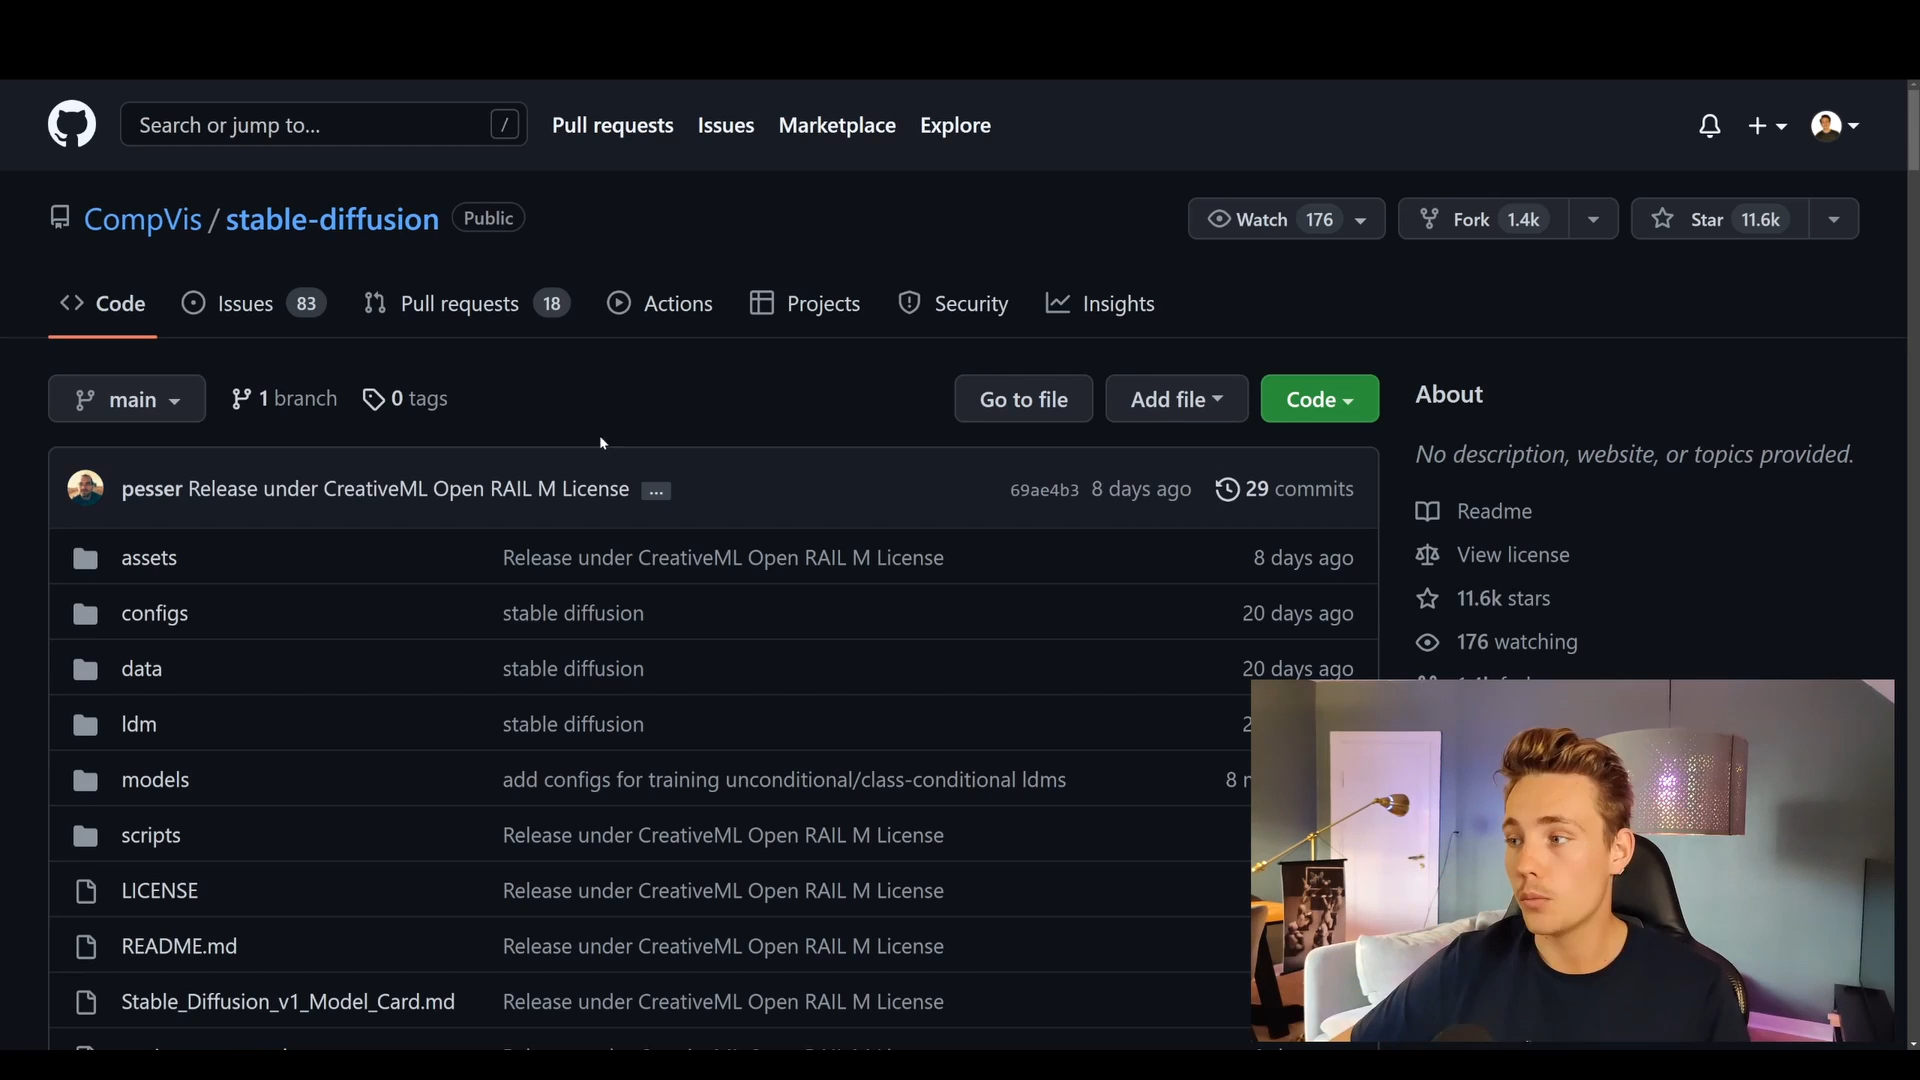 Search or jump to... /
Pull requests Issues Marketplace Explore
CompVis / stable-diffusion Public
Watch 176 Fork 1.4k Star 11.6k
Code Issues 83 Pull requests 18 Actions Projects Security Insights
main 1 branch 0 tags Go to file Add file Code
pesser Release under CreativeML Open RAIL M License ... 69ae4b3 8 days ago 29 commits
assets Release under CreativeML Open RAIL M License 8 days ago
configs stable diffusion 20 days ago
data stable diffusion 20 days ago
ldm stable diffusion 2
models add configs for training unconditional/class-conditional ldms 8
scripts Release under CreativeML Open RAIL M License
LICENSE Release under CreativeML Open RAIL M License
README.md Release under CreativeML Open RAIL M License
Stable_Diffusion_v1_Model_Card.md Release under CreativeML Open RAIL M License
About
No description, website, or topics provided.
Readme
View license
11.6k stars
176 watching